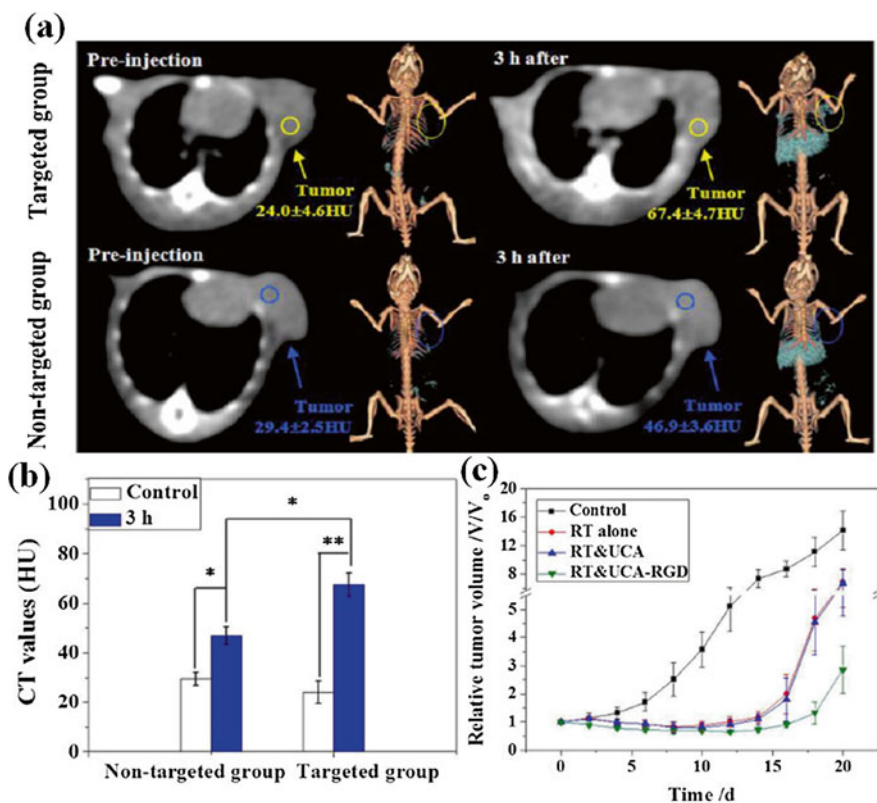 (a)
Targeted group
Pre-injection
Tumor
24.0±4.6HU
3 h after
Tumor
67.4±4.7HU
Non-targeted group
Pre-injection
Tumor
29.4±2.5HU
3 h after
Tumor
46.9±3.6HU
(b)
CT values (HU)
100
80
60
40
20
0
Control
3 h
*
*
**
Non-targeted group Targeted group
(c)
Relative tumor volume /V/Vo
20
16
12
8
5
4
3
2
1
0
Control
RT alone
RT&UCA
RT&UCA-RGD
0 5 10 15 20
Time /d